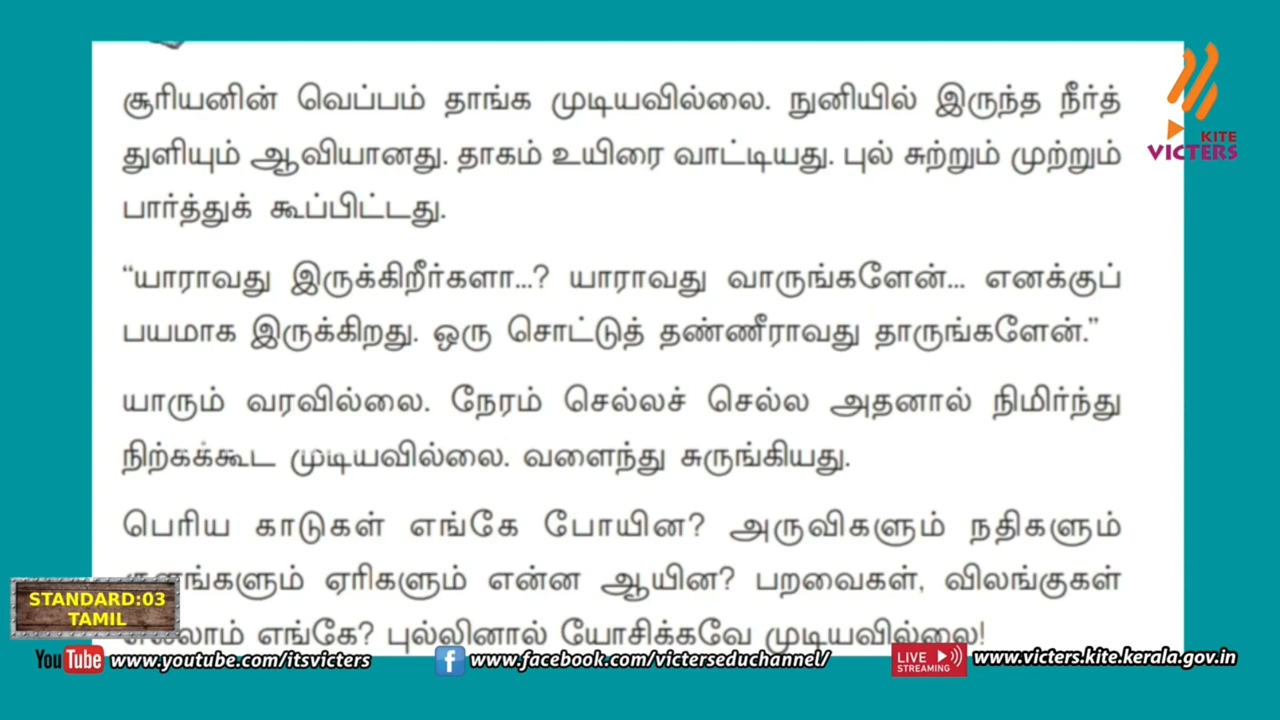 சூரியனின் வெப்பம் தாங்க முடியவில்லை. நுனியில் இருந்த நீர்த்
துளியும் ஆவியானது. தாகம் உயிரை வாட்டியது. புல் சுற்றும் முற்றும்
பார்த்துக் கூப்பிட்டது.
“யாராவது இருக்கிறீர்களா...? யாராவது வாருங்களேன்... எனக்குப்
பயமாக இருக்கிறது. ஒரு சொட்டுத் தண்ணீராவது தாருங்களேன்.”
யாரும் வரவில்லை. நேரம் செல்லச் செல்ல அதனால் நிமிர்ந்து
நிற்கக்கூட முடியவில்லை. வளைந்து சுருங்கியது.
பெரிய காடுகள் எங்கே போயின? அருவிகளும் நதிகளும்
ஏரிகளும் என்ன ஆயின? பறவைகள், விலங்குகள்
எங்கே? புல்லினால் யோசிக்கவே முடியவில்லை!
KITE
VICTERS
STANDARD:03
TAMIL
YouTube www.youtube.com/itsvicters
f www.facebook.com/victerseduchannel/
LIVE STREAMING www.victers.kite.kerala.gov.in